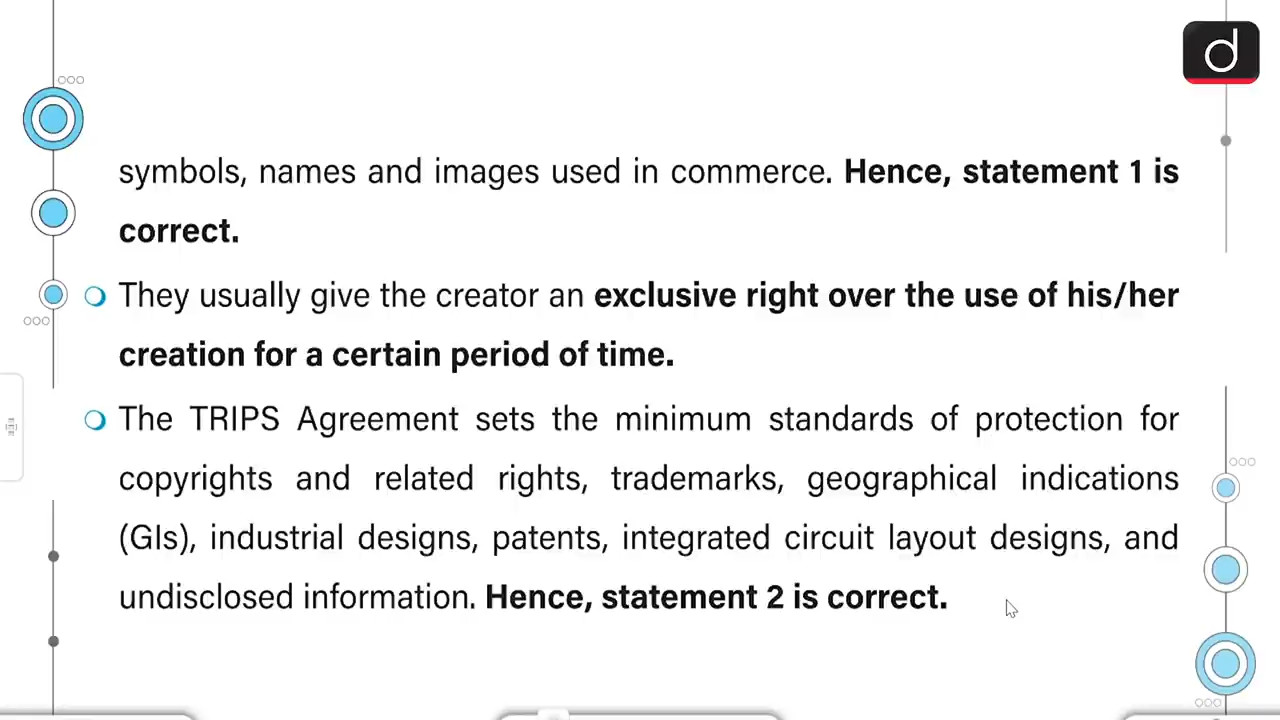 d
symbols, names and images used in commerce. Hence, statement 1 is
correct.
They usually give the creator an exclusive right over the use of his/her
creation for a certain period of time.
The TRIPS Agreement sets the minimum standards of protection for
copyrights and related rights, trademarks, geographical indications
(GIs), industrial designs, patents, integrated circuit layout designs, and
undisclosed information. Hence, statement 2 is correct.